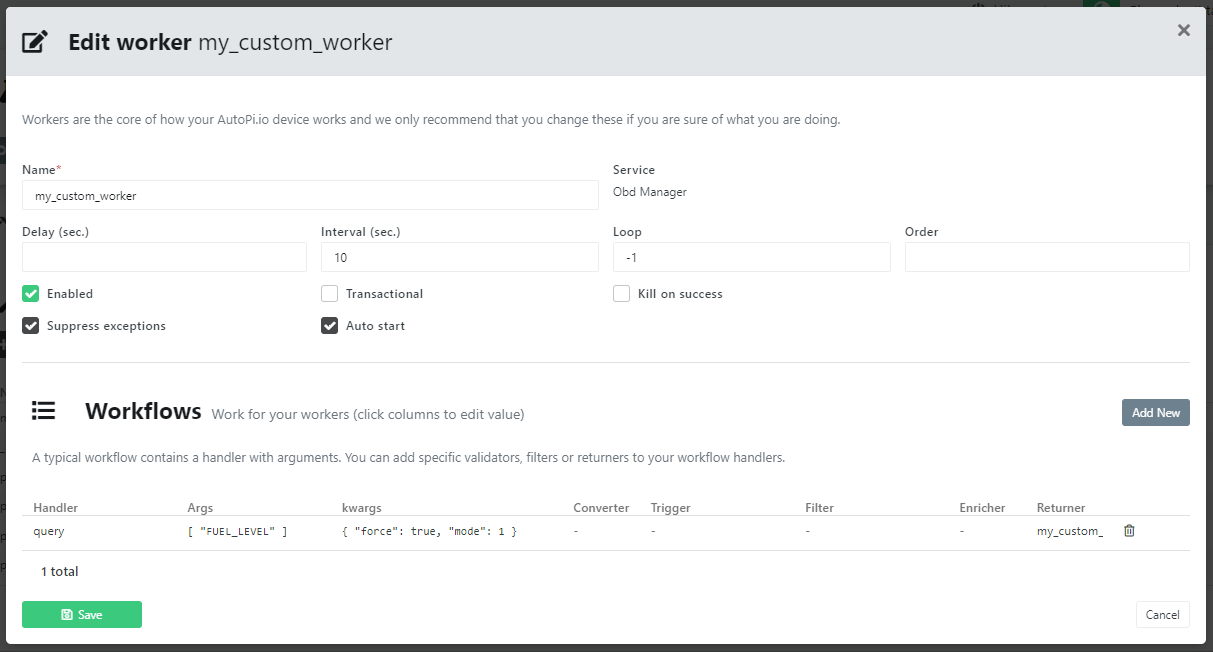 Edit worker my_custom_worker
Workers are the core of how your AutoPi.io device works and we only recommend that you change these if you are sure of what you are doing.
Name* Service
my_custom_worker Obd Manager
Delay (sec.) Interval (sec.) Loop Order
10 -1
Enabled Transactional Kill on success
Suppress exceptions Auto start
Workflows Work for your workers (click columns to edit value) Add New
A typical workflow contains a handler with arguments. You can add specific validators, filters or returners to your workflow handlers.
Handler Args kwargs Converter Trigger Filter Enricher Returner
query [ "FUEL_LEVEL" ] { "force": true, "mode": 1 } - - - - my_custom_
1 total
Save Cancel